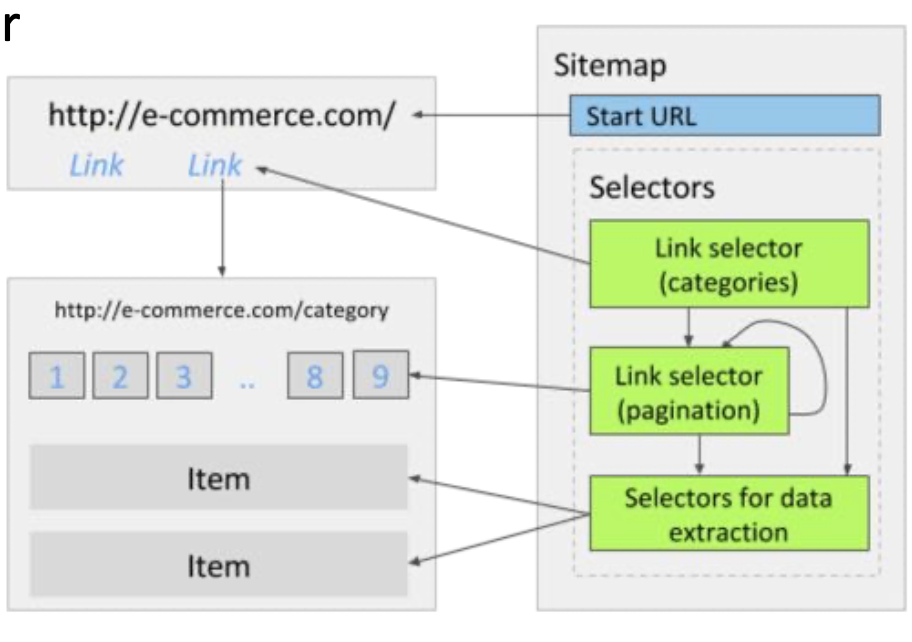 r
http://e-commerce.com/
Link Link
http://e-commerce.com/category
1 2 3 .. 8 9
Item
Item
Sitemap
Start URL
Selectors
Link selector
(categories)
Link selector
(pagination)
Selectors for data
extraction